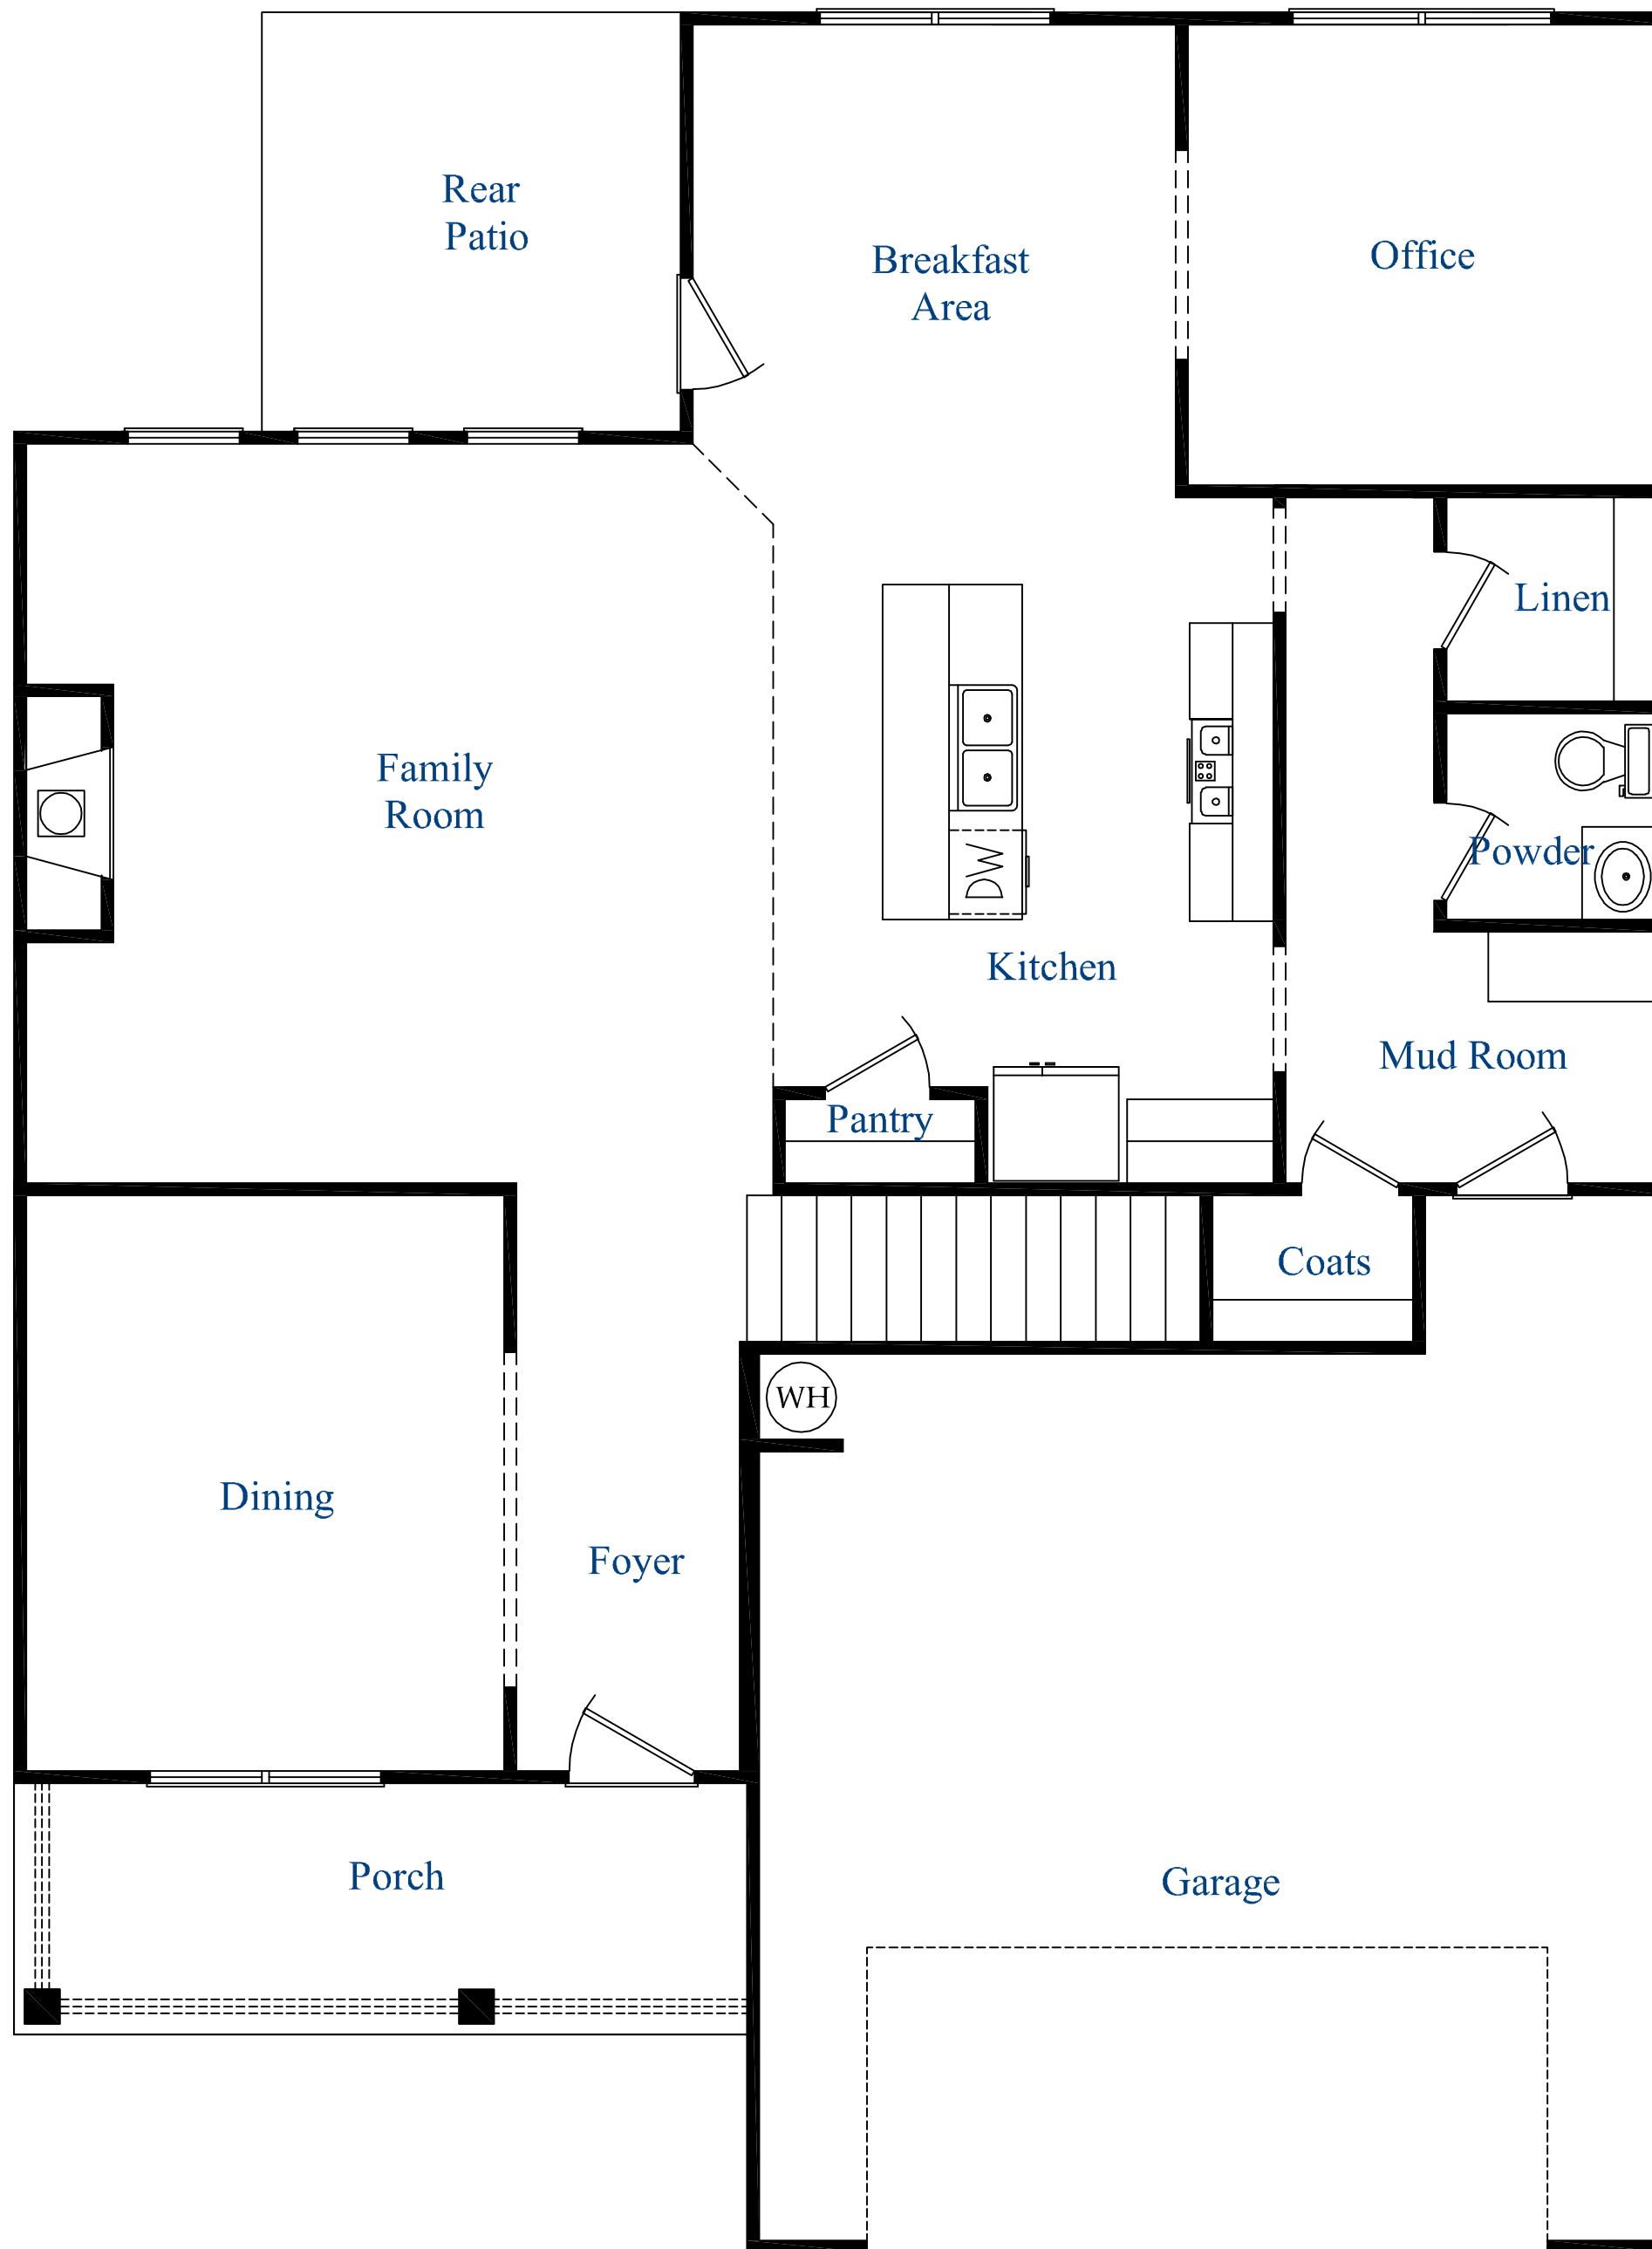 Rear
Patio
Breakfast
Area
Office
Linen
Family
Room
Powder
DW
Kitchen
Mud Room
Pantry
Coats
WH
Dining
Foyer
Porch
Garage